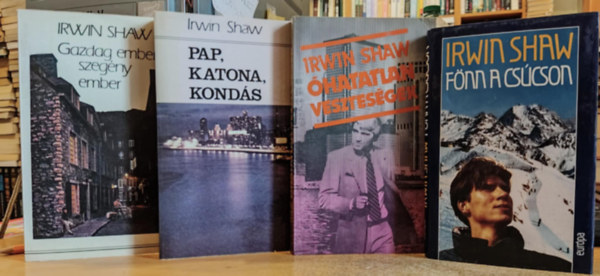 IRWIN SHAW
Gazdag ember
szegény
ember
Irwin Shaw
PAP,
KATONA,
KONDÁS
IRWIN SHAW
ÓHATATLAN
VESZTESÉGEK
IRWIN SHAW
FÖNN A CSÚCSON
európa